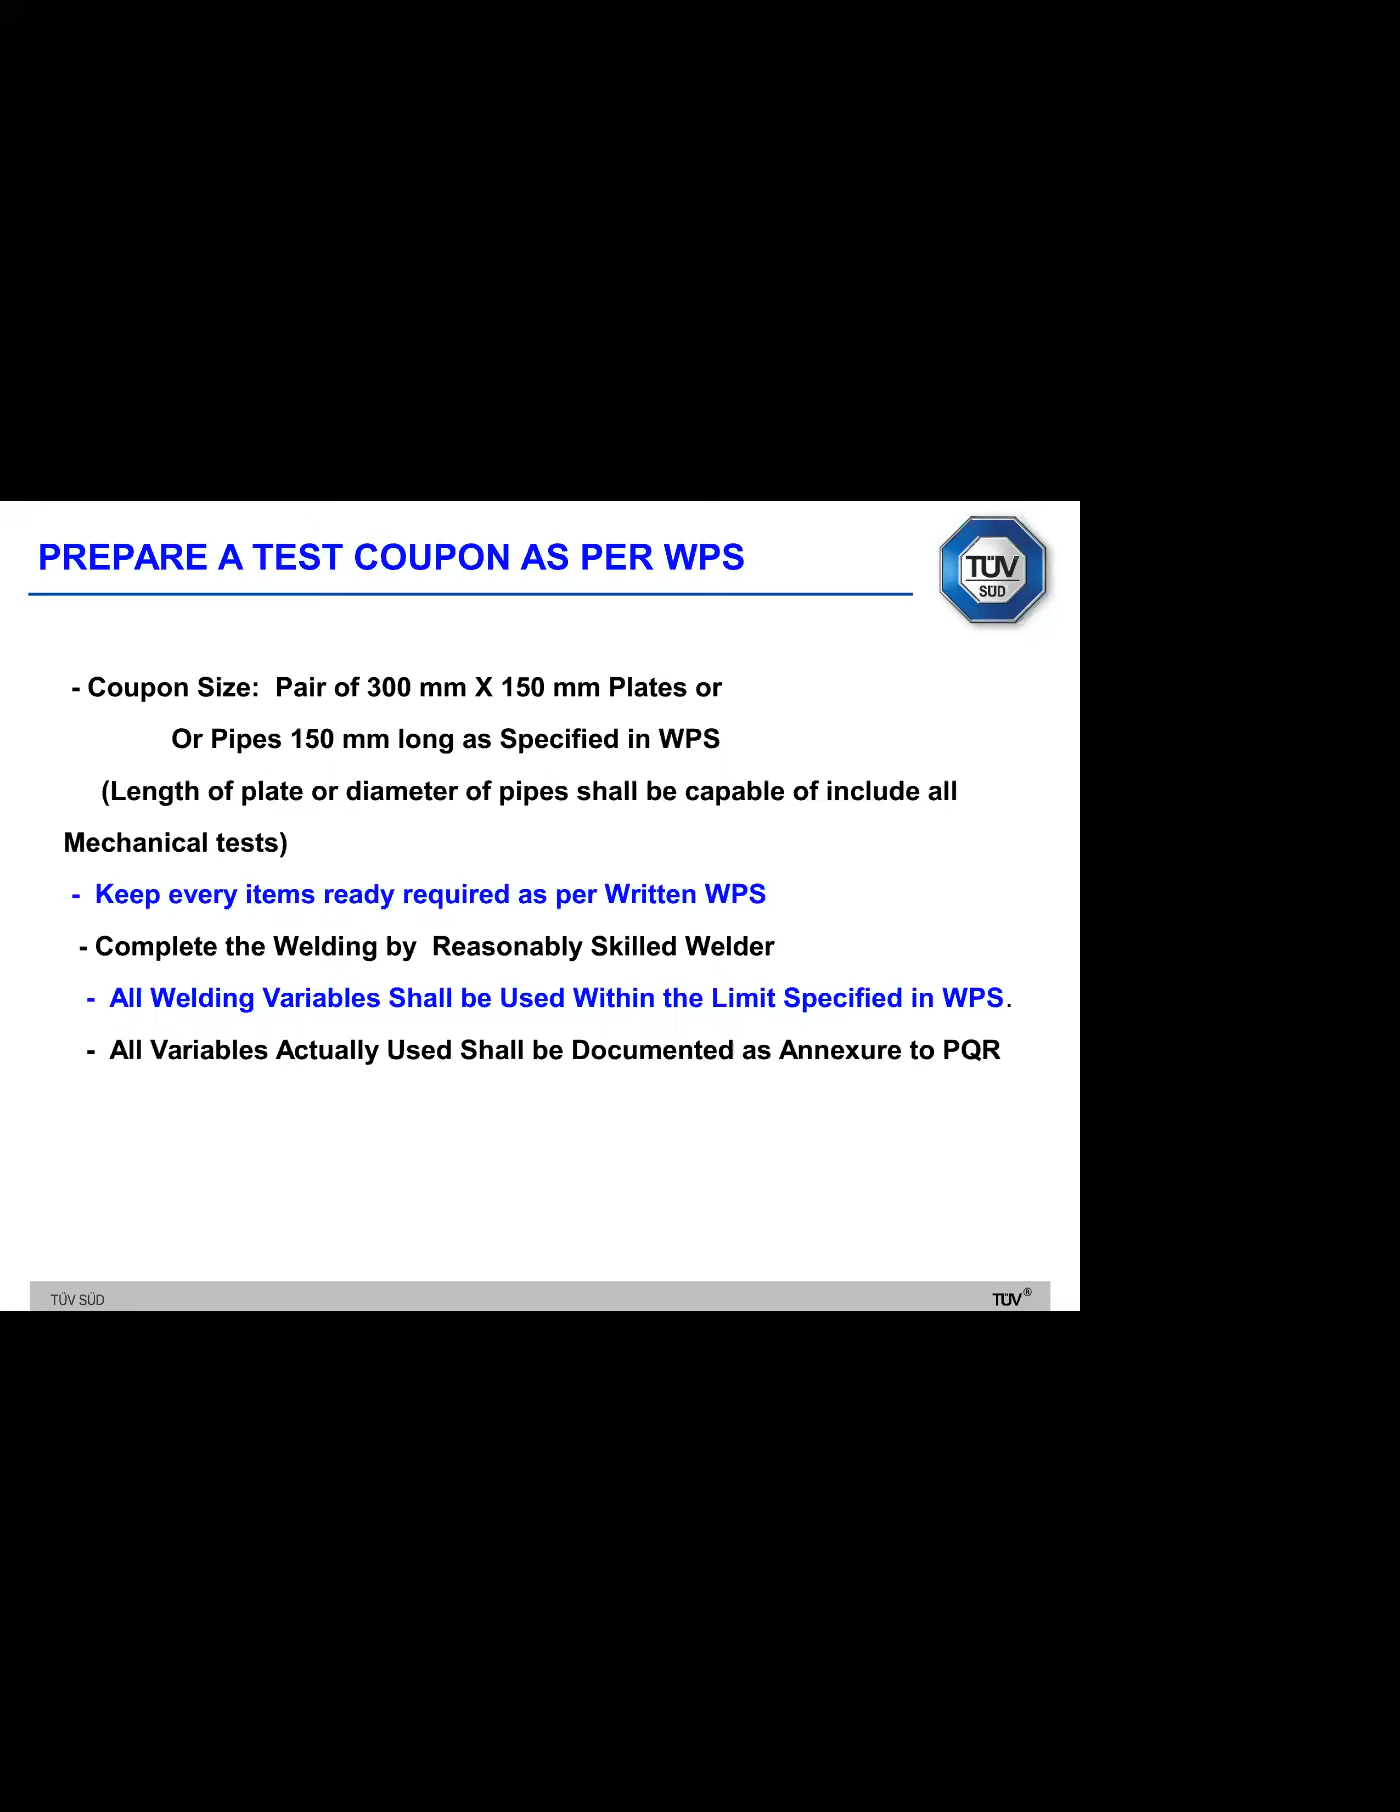 PREPARE A TEST COUPON AS PER WPS
TÜV
SÜD
- Coupon Size:  Pair of 300 mm X 150 mm Plates or
Or Pipes 150 mm long as Specified in WPS
(Length of plate or diameter of pipes shall be capable of include all
Mechanical tests)
-  Keep every items ready required as per Written WPS
- Complete the Welding by  Reasonably Skilled Welder
-  All Welding Variables Shall be Used Within the Limit Specified in WPS.
-  All Variables Actually Used Shall be Documented as Annexure to PQR
TÜV SÜD
TÜV®